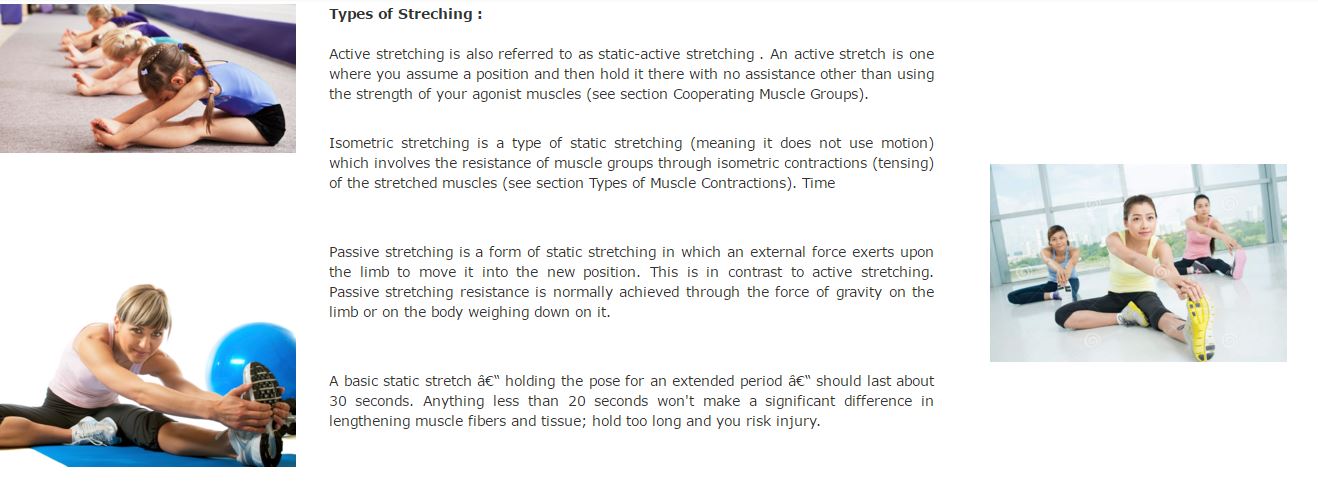 Types of Streching :
Active stretching is also referred to as static-active stretching . An active stretch is one
where you assume a position and then hold it there with no assistance other than using
the strength of your agonist muscles (see section Cooperating Muscle Groups).
Isometric stretching is a type of static stretching (meaning it does not use motion)
which involves the resistance of muscle groups through isometric contractions (tensing)
of the stretched muscles (see section Types of Muscle Contractions). Time
Passive stretching is a form of static stretching in which an external force exerts upon
the limb to move it into the new position. This is in contrast to active stretching.
Passive stretching resistance is normally achieved through the force of gravity on the
limb or on the body weighing down on it.
A basic static stretch â€“ holding the pose for an extended period â€“ should last about
30 seconds. Anything less than 20 seconds won't make a significant difference in
lengthening muscle fibers and tissue; hold too long and you risk injury.